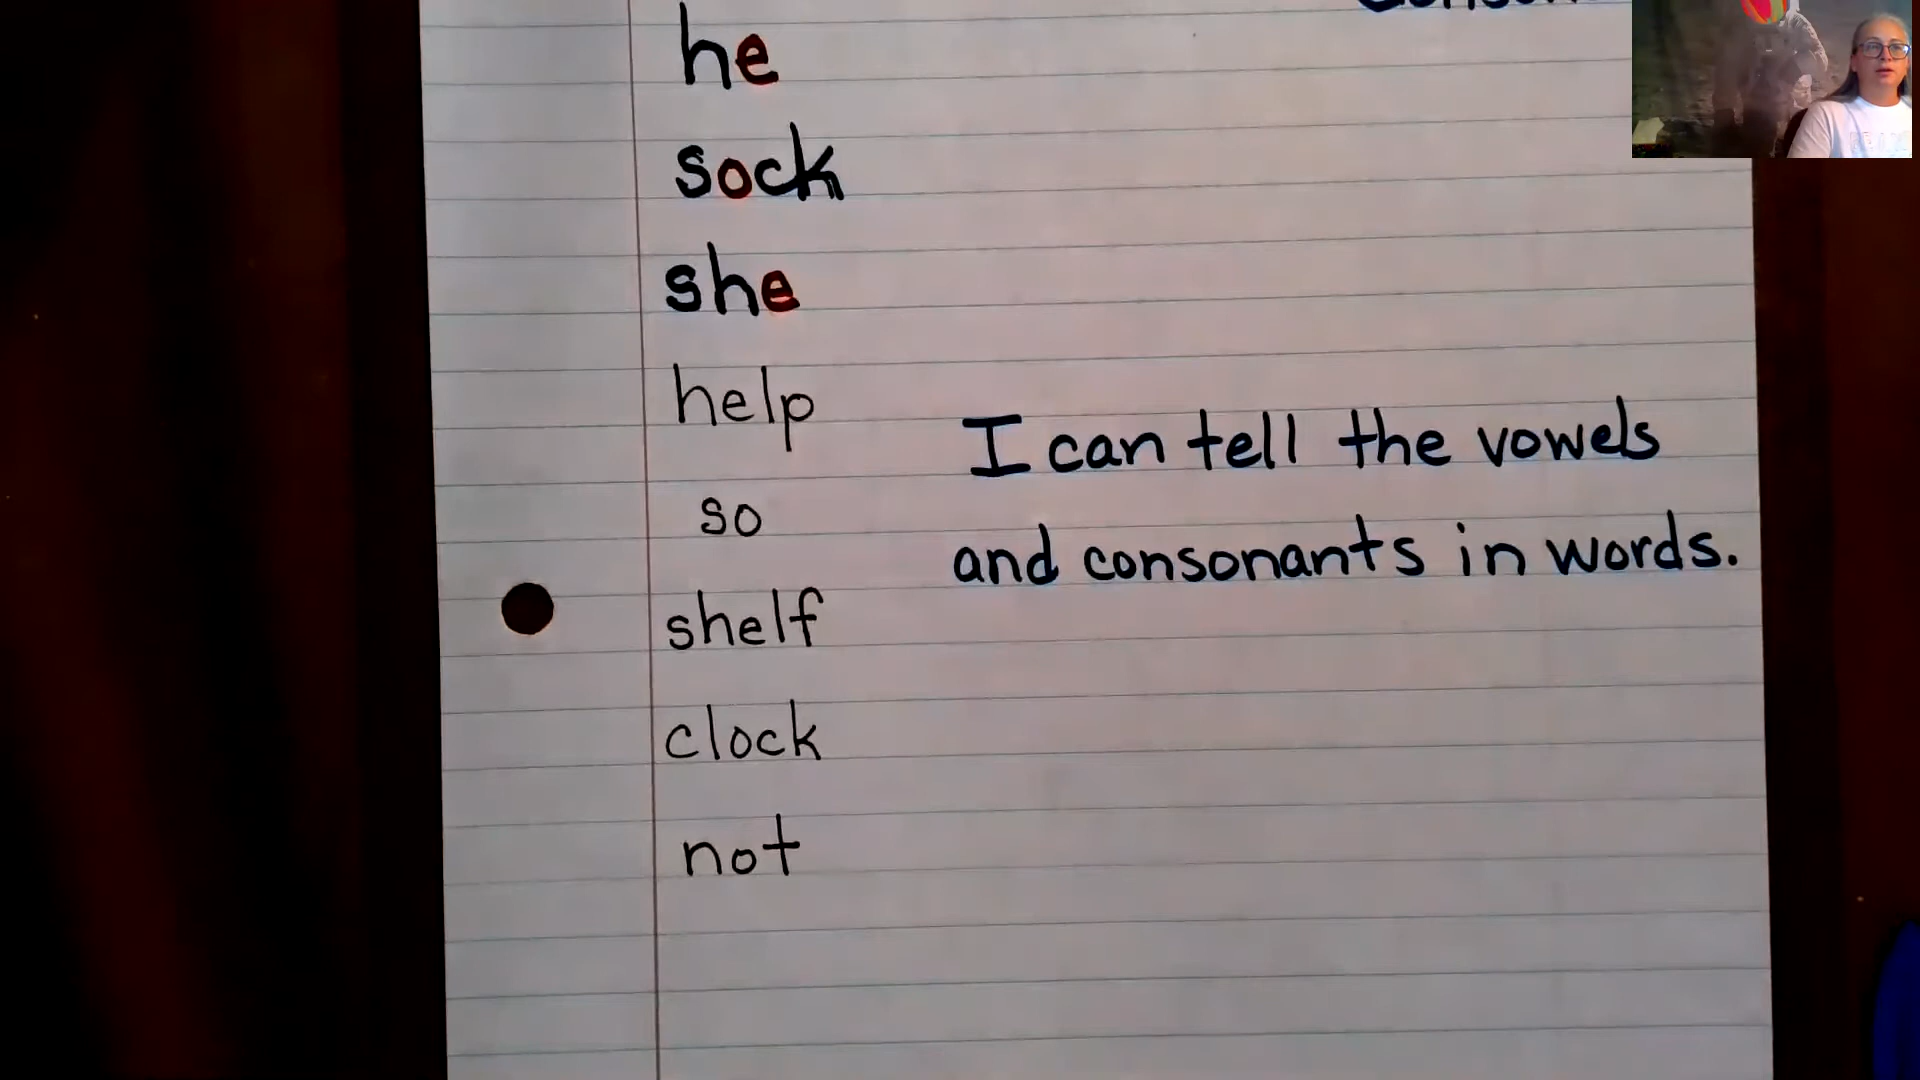 he
sock
she
help
so
shelf
clock
not
I can tell the vowels
and consonants in words.